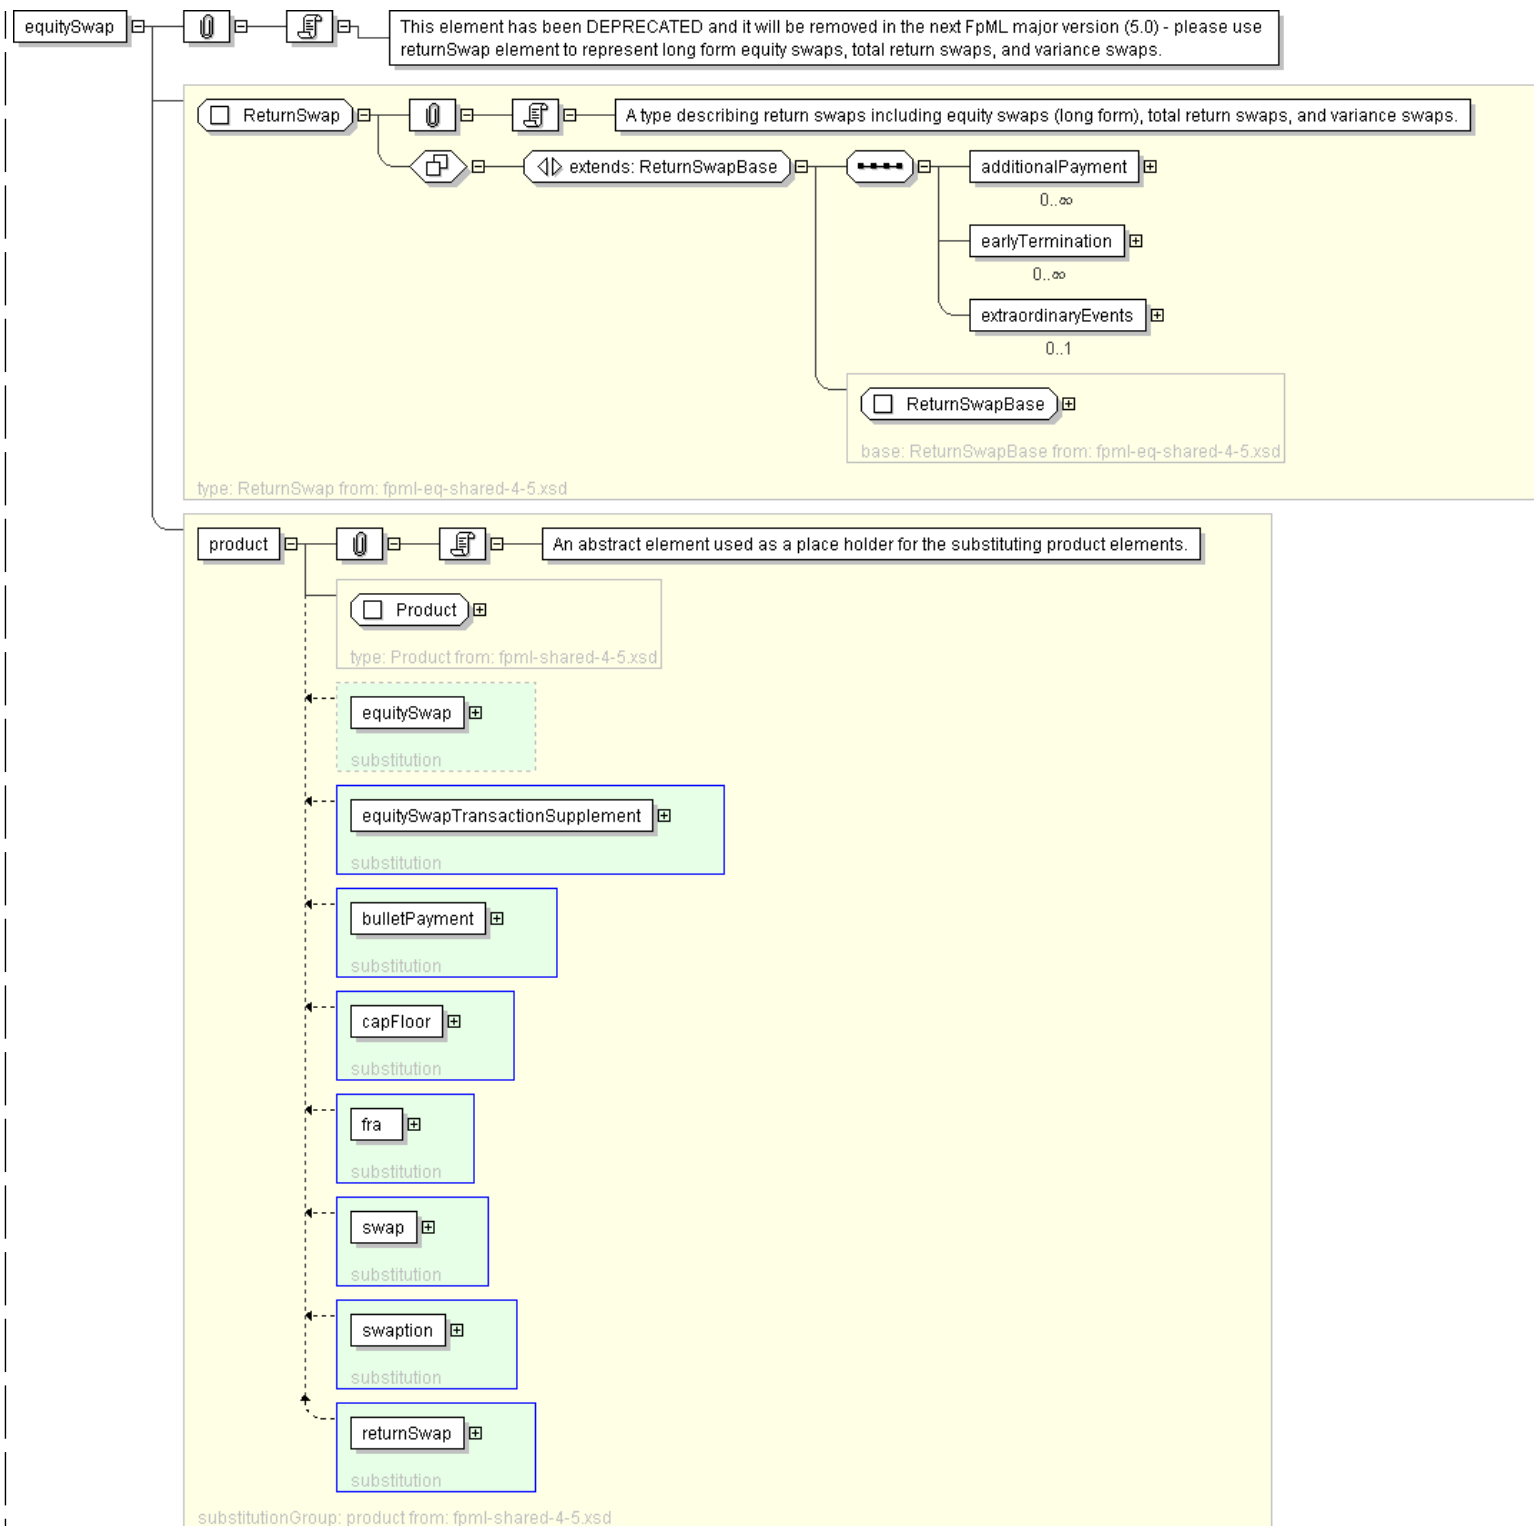 equitySwap
This element has been DEPRECATED and it will be removed in the next FpML major version (5.0) - please use
returnSwap element to represent long form equity swaps, total return swaps, and variance swaps.
ReturnSwap
A type describing return swaps including equity swaps (long form), total return swaps, and variance swaps.
extends: ReturnSwapBase
additionalPayment
0..∞
earlyTermination
0..∞
extraordinaryEvents
0..1
ReturnSwapBase
base: ReturnSwapBase from: fpml-eq-shared-4-5.xsd
type: ReturnSwap from: fpml-eq-shared-4-5.xsd
product
An abstract element used as a place holder for the substituting product elements.
Product
type: Product from: fpml-shared-4-5.xsd
equitySwap
substitution
equitySwapTransactionSupplement
substitution
bulletPayment
substitution
capFloor
substitution
fra
substitution
swap
substitution
swaption
substitution
returnSwap
substitution
substitutionGroup: product from: fpml-shared-4-5.xsd